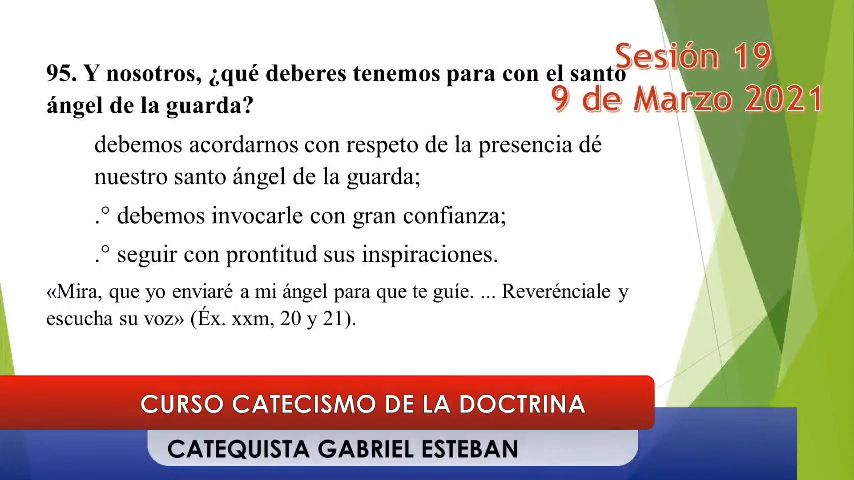 95. Y nosotros, ¿qué deberes tenemos para con el santo
ángel de la guarda?
Sesión 19
9 de Marzo 2021
debemos acordarnos con respeto de la presencia dé
nuestro santo ángel de la guarda;
.° debemos invocarle con gran confianza;
.° seguir con prontitud sus inspiraciones.
«Mira, que yo enviaré a mi ángel para que te guíe. ... Reverénciale y
escucha su voz» (Éx. xxm, 20 y 21).
CURSO CATECISMO DE LA DOCTRINA
CATEQUISTA GABRIEL ESTEBAN